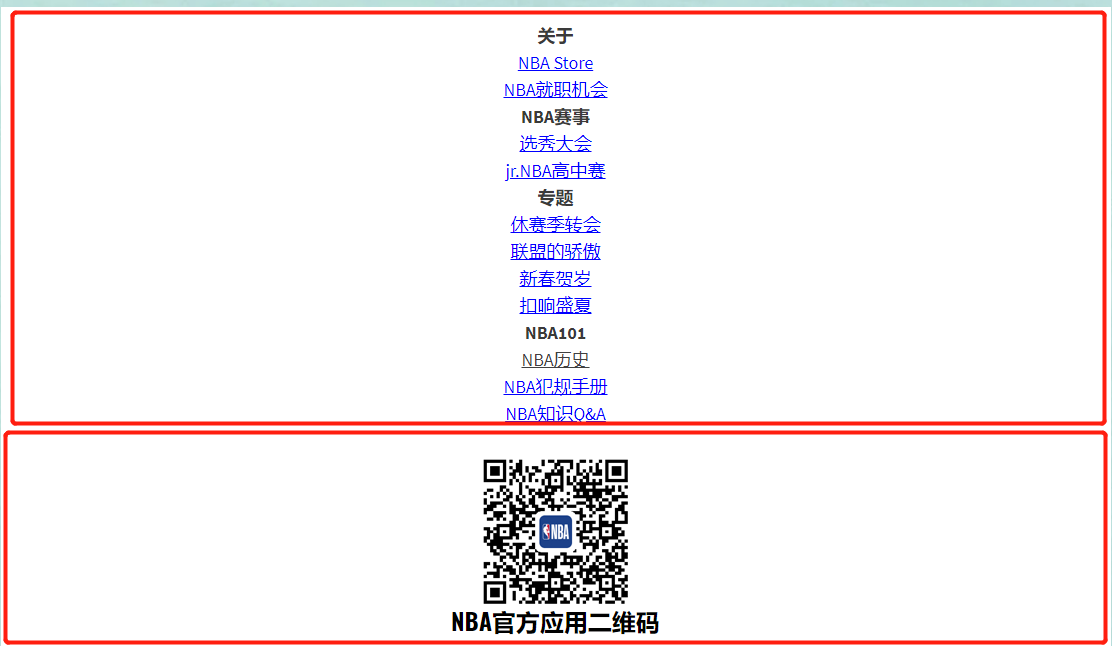 关于
NBA Store
NBA就职机会
NBA赛事
选秀大会
jr.NBA高中赛
专题
休赛季转会
联盟的骄傲
新春贺岁
扣响盛夏
NBA101
NBA历史
NBA犯规手册
NBA知识Q&A
NBA
NBA官方应用二维码